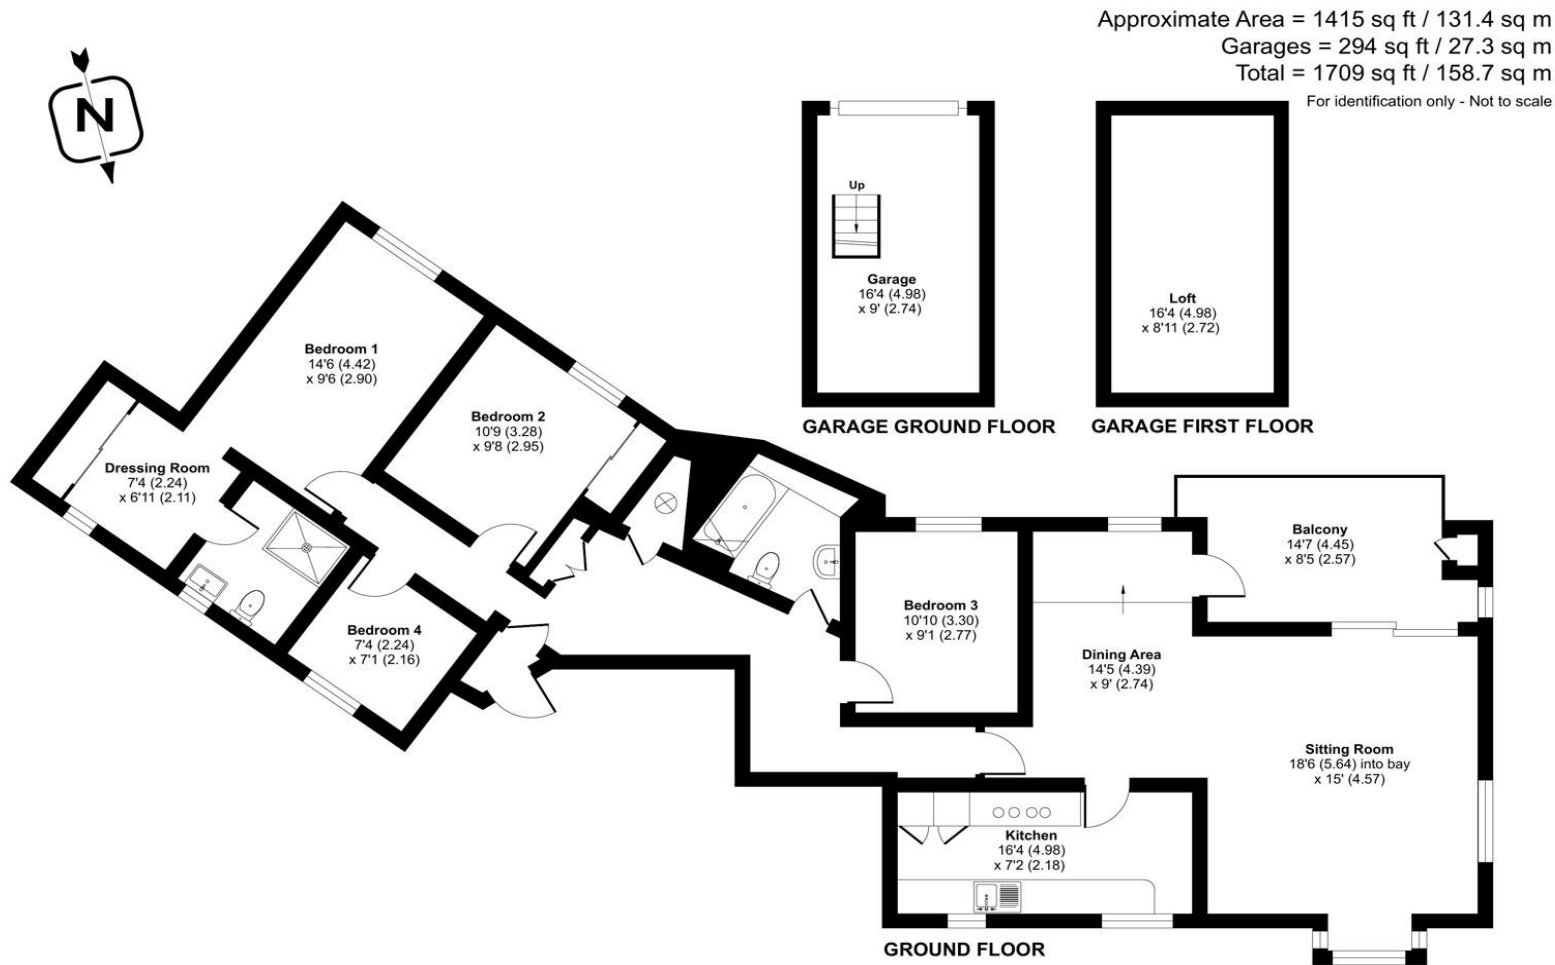 Approximate Area = 1415 sq ft / 131.4 sq m
Garages = 294 sq ft / 27.3 sq m
Total = 1709 sq ft / 158.7 sq m
For identification only - Not to scale
N
Up
Garage
16'4 (4.98)
x 9' (2.74)
Loft
16'4 (4.98)
x 8'11 (2.72)
GARAGE GROUND FLOOR
GARAGE FIRST FLOOR
Bedroom 1
14'6 (4.42)
x 9'6 (2.90)
Bedroom 2
10'9 (3.28)
x 9'8 (2.95)
Dressing Room
7'4 (2.24)
x 6'11 (2.11)
Bedroom 4
7'4 (2.24)
x 7'1 (2.16)
Bedroom 3
10'10 (3.30)
x 9'1 (2.77)
Balcony
14'7 (4.45)
x 8'5 (2.57)
Dining Area
14'5 (4.39)
x 9' (2.74)
Sitting Room
18'6 (5.64) into bay
x 15' (4.57)
Kitchen
16'4 (4.98)
x 7'2 (2.18)
GROUND FLOOR